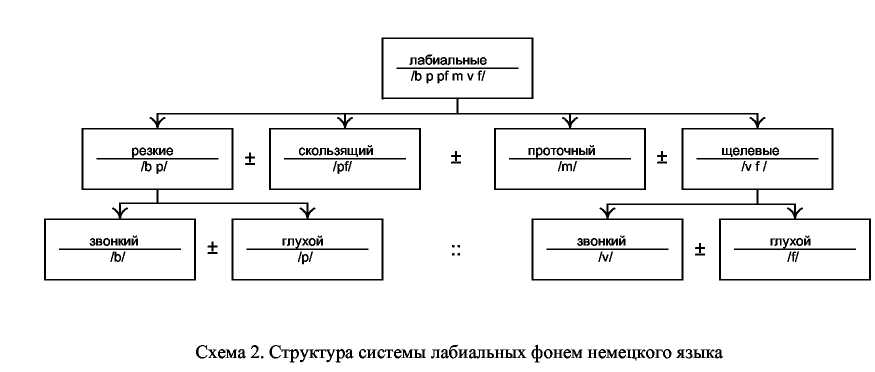 лабиальные
/b p pf m v f/
резкие
/b p/
±
скользящий
/pf/
±
проточный
/m/
±
щелевые
/v f /
звонкий
/b/
±
глухой
/p/
::
звонкий
/v/
±
глухой
/f/
Схема 2. Структура системы лабиальных фонем немецкого языка